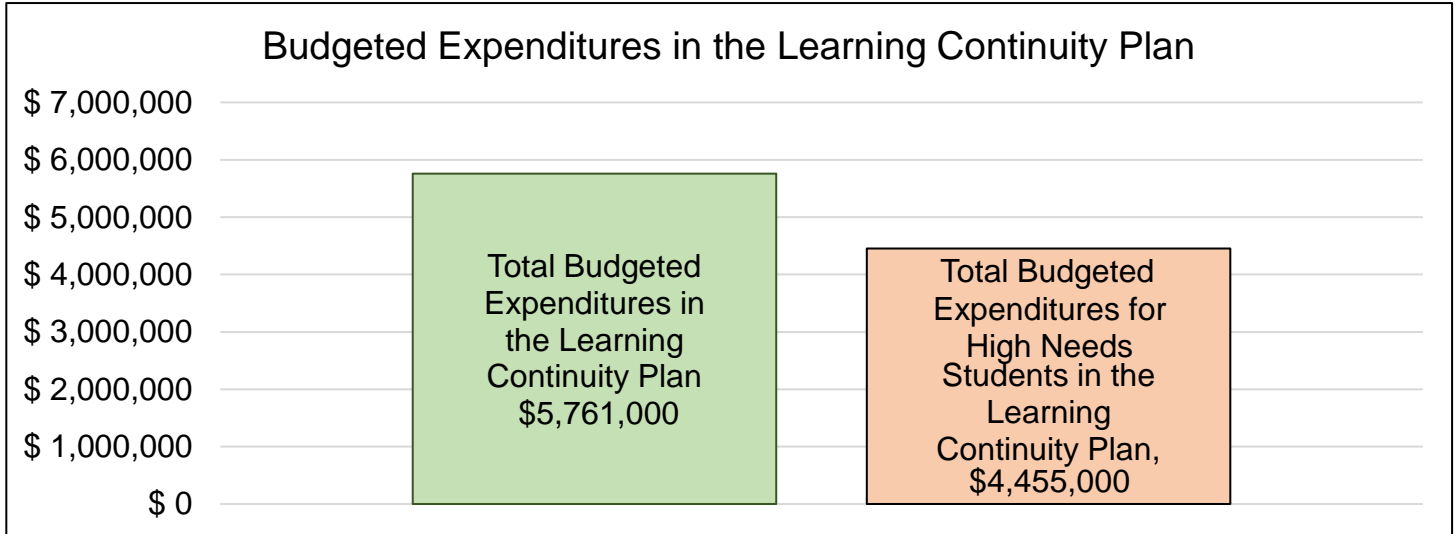 Budgeted Expenditures in the Learning Continuity Plan
$ 7,000,000
$ 6,000,000
$ 5,000,000
$ 4,000,000
$ 3,000,000
$ 2,000,000
$ 1,000,000
$ 0
Total Budgeted
Expenditures in
the Learning
Continuity Plan
$5,761,000
Total Budgeted
Expenditures for
High Needs
Students in the
Learning
Continuity Plan,
$4,455,000